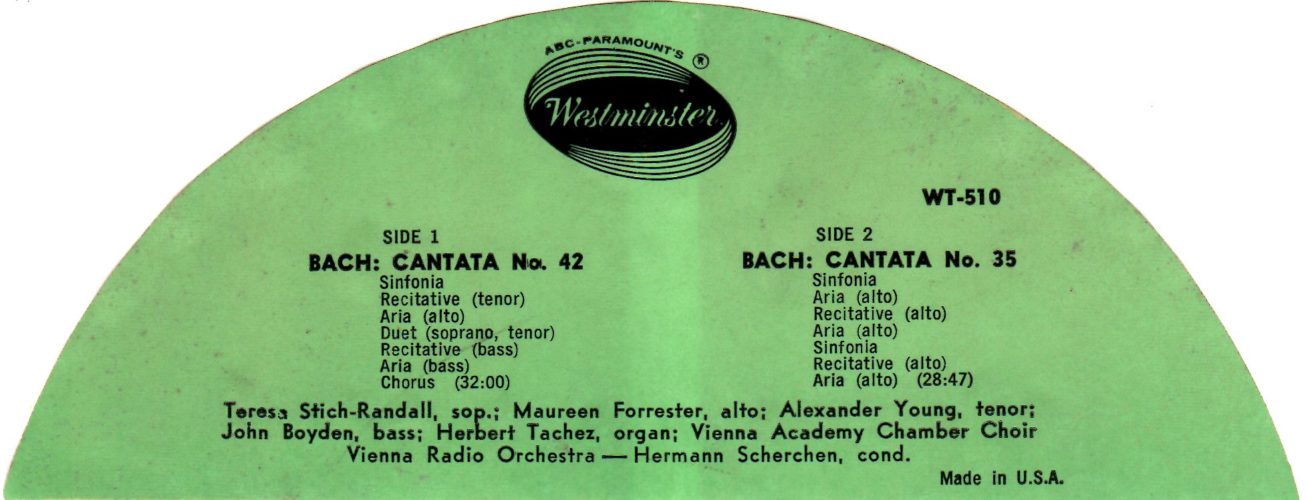 ABC-PARAMOUNT'S ®
Westminster
WT-510
SIDE 1
BACH: CANTATA No. 42
Sinfonia
Recitative (tenor)
Aria (alto)
Duet (soprano, tenor)
Recitative (bass)
Aria (bass)
Chorus (32:00)
SIDE 2
BACH: CANTATA No. 35
Sinfonia
Aria (alto)
Recitative (alto)
Aria (alto)
Sinfonia
Recitative (alto)
Aria (alto) (28:47)
Teresa Stich-Randall, sop.; Maureen Forrester, alto; Alexander Young, tenor;
John Boyden, bass; Herbert Tachez, organ; Vienna Academy Chamber Choir
Vienna Radio Orchestra — Hermann Scherchen, cond.
Made in U.S.A.